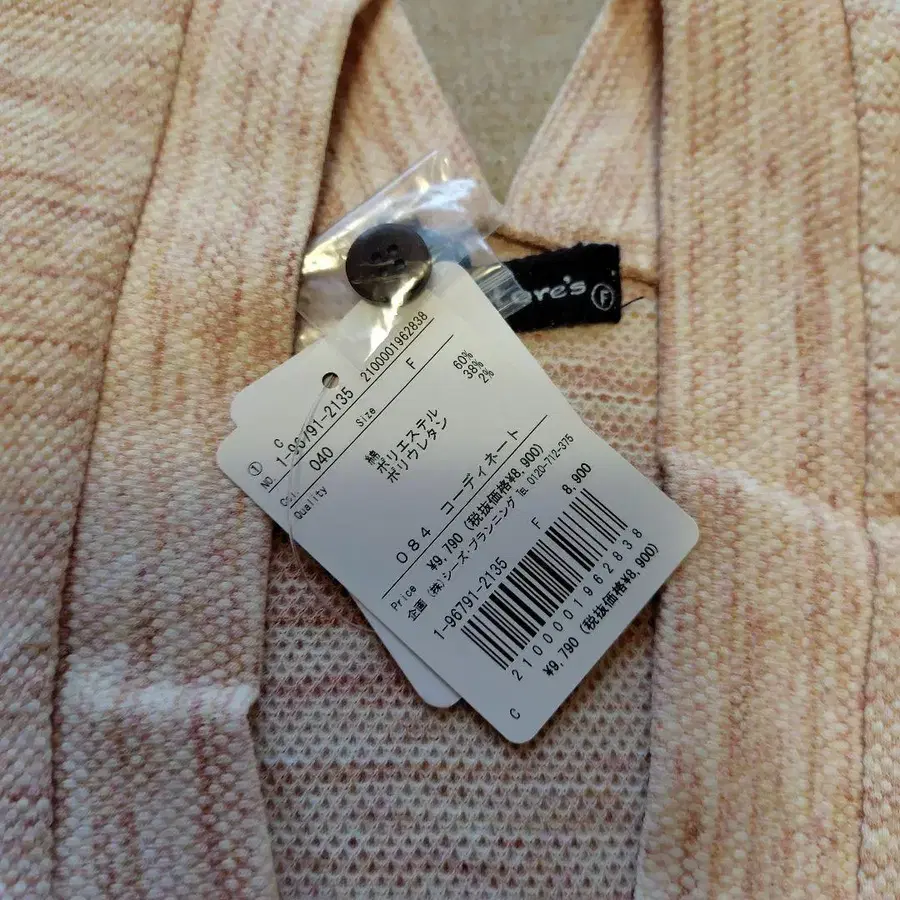 C
① NO. 1-96791-2135 2100001962838
Col. 040 Size F
Quality
綿 60%
ポリエステル 38%
ポリウレタン 2%
084 コーディネート
Price ¥9,790 (税抜価格¥8,900)
企画 (株)シーズ・プランニング TEL 0120-712-375
1-96791-2135 F 8,900
2100001962838
¥9,790 (税抜価格¥8,900)
C
F